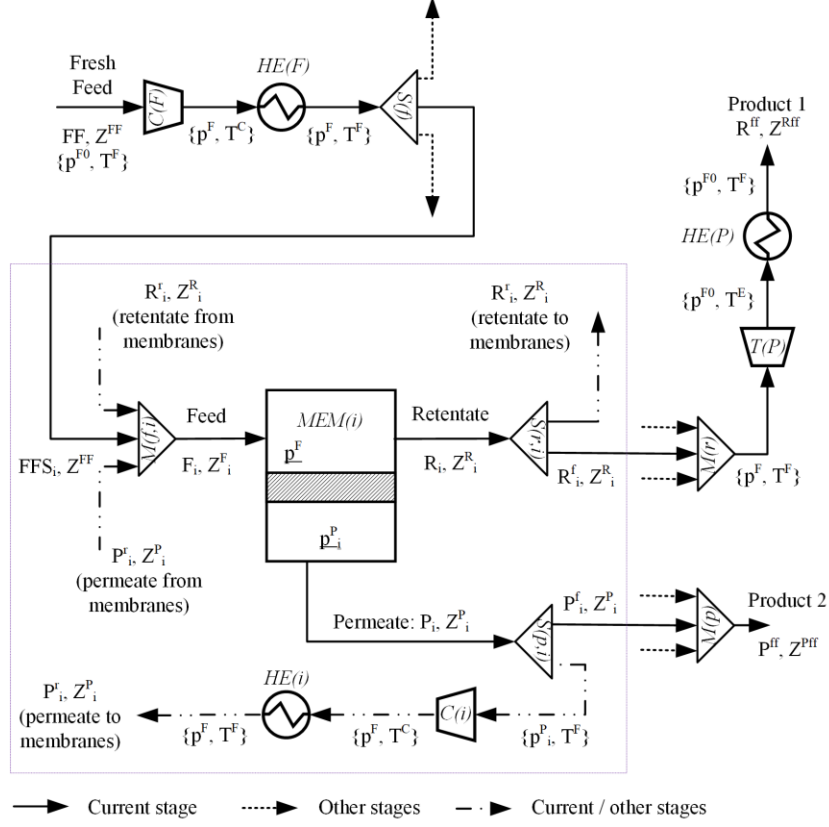 Fresh
Feed
FF, Z^FF
{p^F0, T^F}
C(F)
{p^F, T^C}
HE(F)
{p^F, T^F}
S(f)
Product 1
R^ff, Z^Rff
{p^F0, T^F}
HE(P)
{p^F0, T^E}
T(P)
R^r_i, Z^R_i
(retentate from
membranes)
R^r_i, Z^R_i
(retentate to
membranes)
FFS_i, Z^FF
M(f,i)
Feed
F_i, Z^F_i
MEM(i)
p^F
p^P_i
Retentate
R_i, Z^R_i
S(r,i)
R^f_i, Z^R_i
M(r)
{p^F, T^F}
P^r_i, Z^P_i
(permeate from
membranes)
Permeate: P_i, Z^P_i
S(p,i)
P^f_i, Z^P_i
M(p)
Product 2
P^ff, Z^Pff
P^r_i, Z^P_i
(permeate to
membranes)
{p^F, T^F}
HE(i)
{p^F, T^C}
C(i)
{p^P_i, T^F}
Current stage
Other stages
Current / other stages